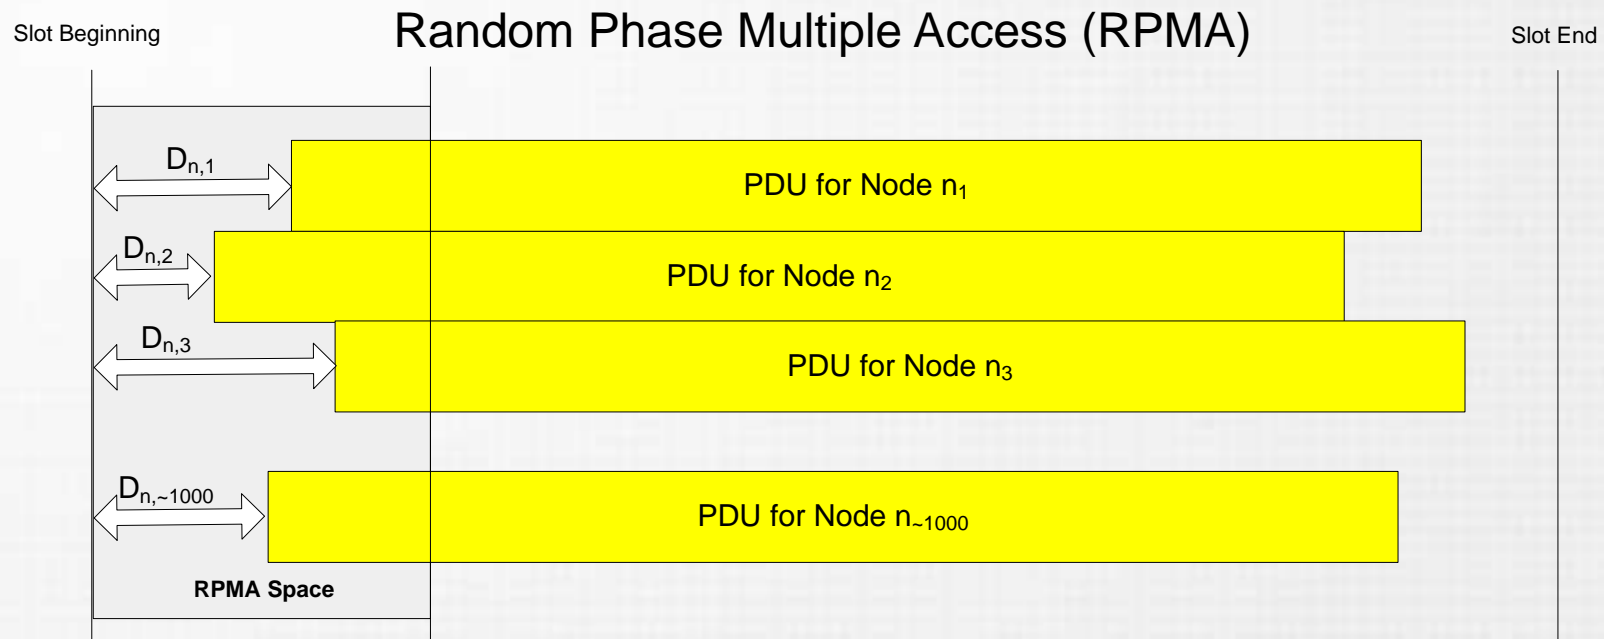 Random Phase Multiple Access (RPMA)
Slot Beginning
Slot End
Dn,1
PDU for Node n1
Dn,2
PDU for Node n2
Dn,3
PDU for Node n3
Dn,~1000
PDU for Node n~1000
RPMA Space